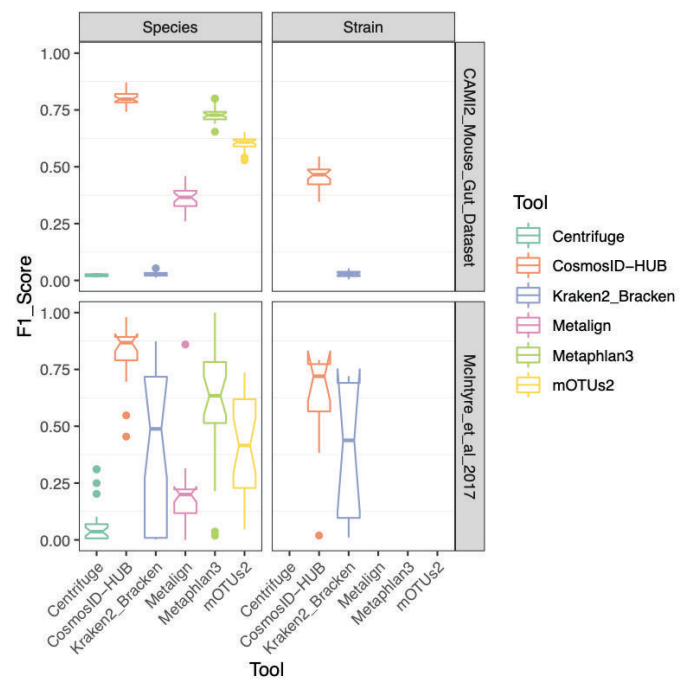 Species
Strain
1.00
0.75
0.50
0.25
0.00
CAMI2_Mouse_Gut_Dataset
1.00
0.75
0.50
0.25
0.00
McIntyre_et_al_2017
F1_Score
Centrifuge
CosmosID-HUB
Kraken2_Bracken
Metalign
Metaphlan3
mOTUs2
Centrifuge
CosmosID-HUB
Kraken2_Bracken
Metalign
Metaphlan3
mOTUs2
Tool
Tool
Centrifuge
CosmosID-HUB
Kraken2_Bracken
Metalign
Metaphlan3
mOTUs2